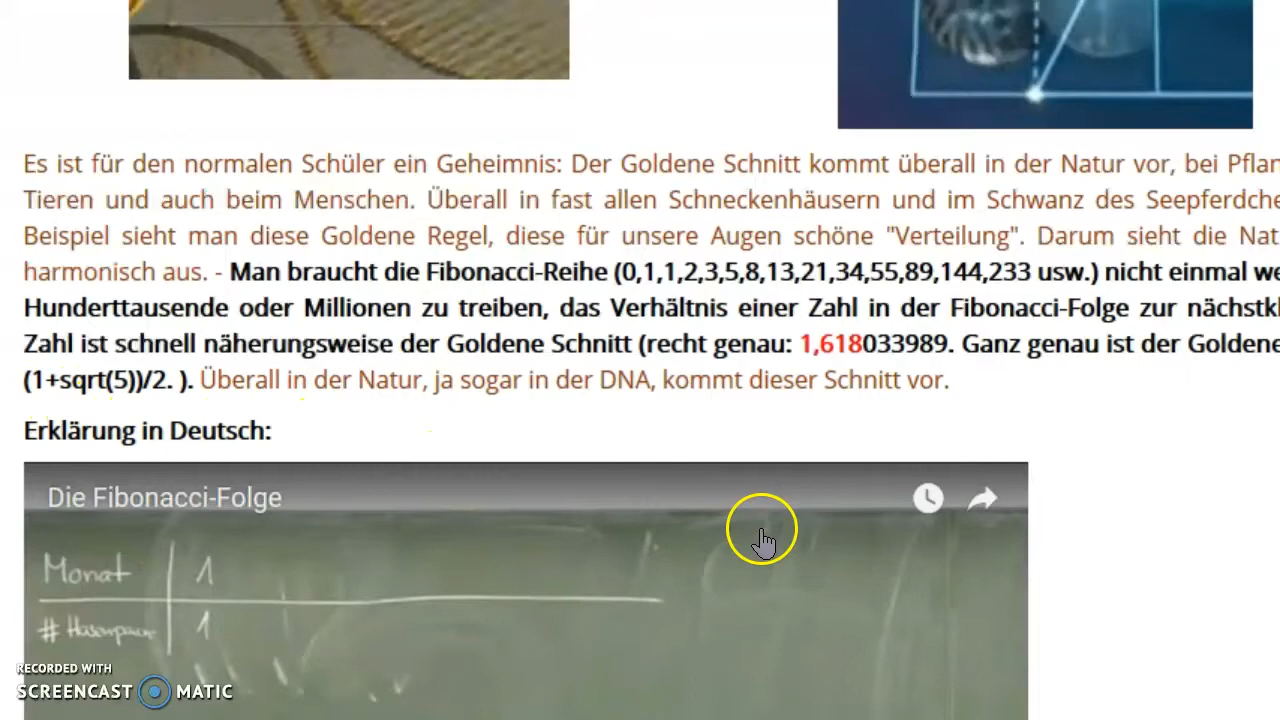 Es ist für den normalen Schüler ein Geheimnis: Der Goldene Schnitt kommt überall in der Natur vor, bei Pflan
Tieren und auch beim Menschen. Überall in fast allen Schneckenhäusern und im Schwanz des Seepferdche
Beispiel sieht man diese Goldene Regel, diese für unsere Augen schöne "Verteilung". Darum sieht die Nat
harmonisch aus. - Man braucht die Fibonacci-Reihe (0,1,1,2,3,5,8,13,21,34,55,89,144,233 usw.) nicht einmal we
Hunderttausende oder Millionen zu treiben, das Verhältnis einer Zahl in der Fibonacci-Folge zur nächstkl
Zahl ist schnell näherungsweise der Goldene Schnitt (recht genau: 1,618033989. Ganz genau ist der Goldene
(1+sqrt(5))/2. ). Überall in der Natur, ja sogar in der DNA, kommt dieser Schnitt vor.
Erklärung in Deutsch:
Die Fibonacci-Folge
Monat 1
# Hasenpaare 1
RECORDED WITH
SCREENCAST MATIC